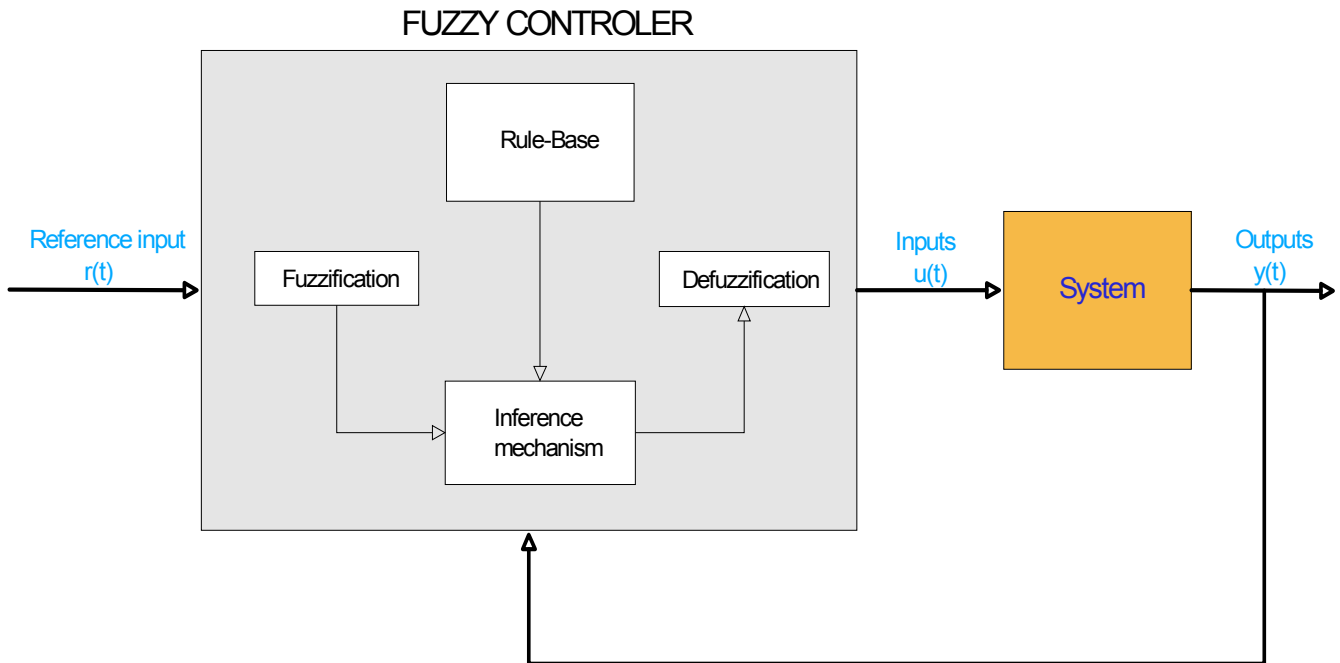 FUZZY CONTROLER
Rule-Base
Reference input
r(t)
Fuzzification
Defuzzification
Inputs
u(t)
System
Outputs
y(t)
Inference
mechanism